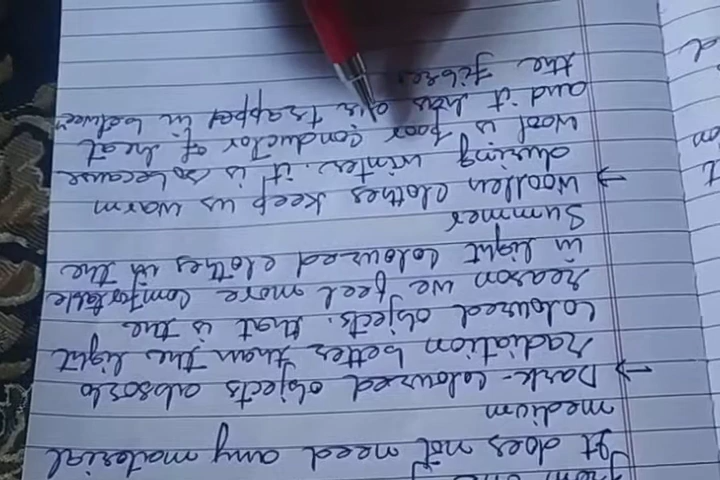 It does not need any material
medium
→ Dark-coloured objects absorb
radiation better than the light
coloured objects. that is the
reason we feel more comfortable
in light coloured clothes in the
Summer
→ Woollen clothes keep us warm
during winter. it is so because
wool is poor conductor of heat
and it has air trapped in between
the fibres